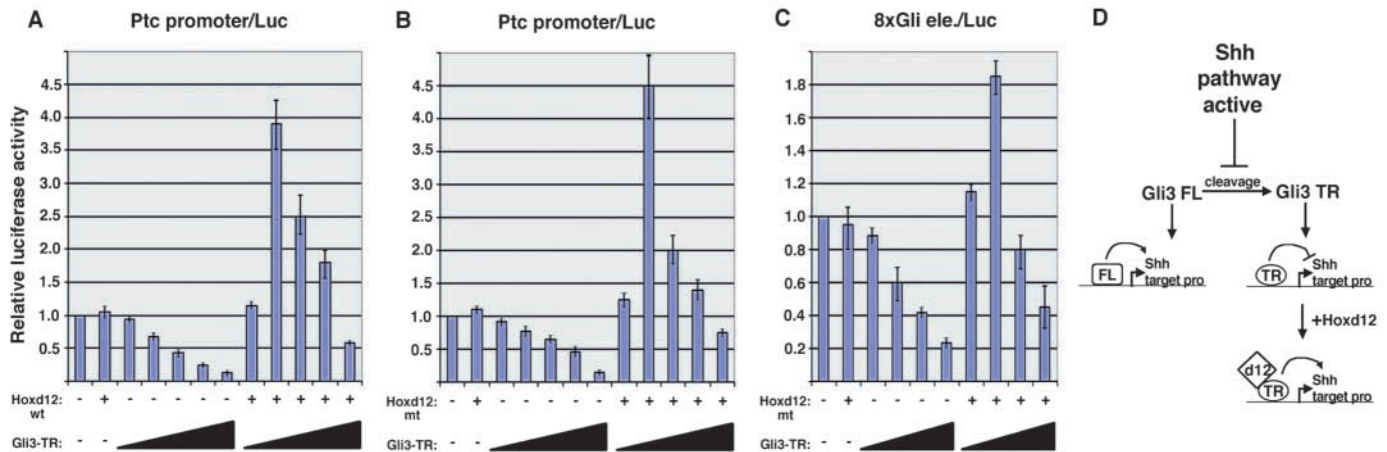 A
Ptc promoter/Luc
Relative luciferase activity
4.5
4.0
3.5
3.0
2.5
2.0
1.5
1.0
0.5
Hoxd12: - + - - - - - + + + + +
wt
Gli3-TR: - -
B
Ptc promoter/Luc
4.5
4.0
3.5
3.0
2.5
2.0
1.5
1.0
0.5
Hoxd12: - + - - - - - + + + + +
mt
Gli3-TR: - -
C
8xGli ele./Luc
1.8
1.6
1.4
1.2
1.0
0.8
0.6
0.4
0.2
Hoxd12: - + - - - - + + + +
mt
Gli3-TR: - -
D
Shh
pathway
active
cleavage
Gli3 FL
Gli3 TR
FL
Shh
target pro
TR
Shh
target pro
+Hoxd12
d12
TR
Shh
target pro